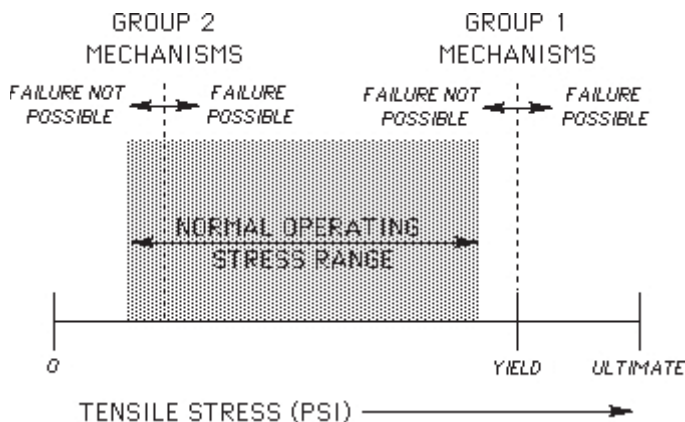 GROUP 2
MECHANISMS
GROUP 1
MECHANISMS
FAILURE NOT
POSSIBLE
FAILURE
POSSIBLE
FAILURE NOT
POSSIBLE
FAILURE
POSSIBLE
NORMAL OPERATING
STRESS RANGE
0
YIELD
ULTIMATE
TENSILE STRESS (PSI)